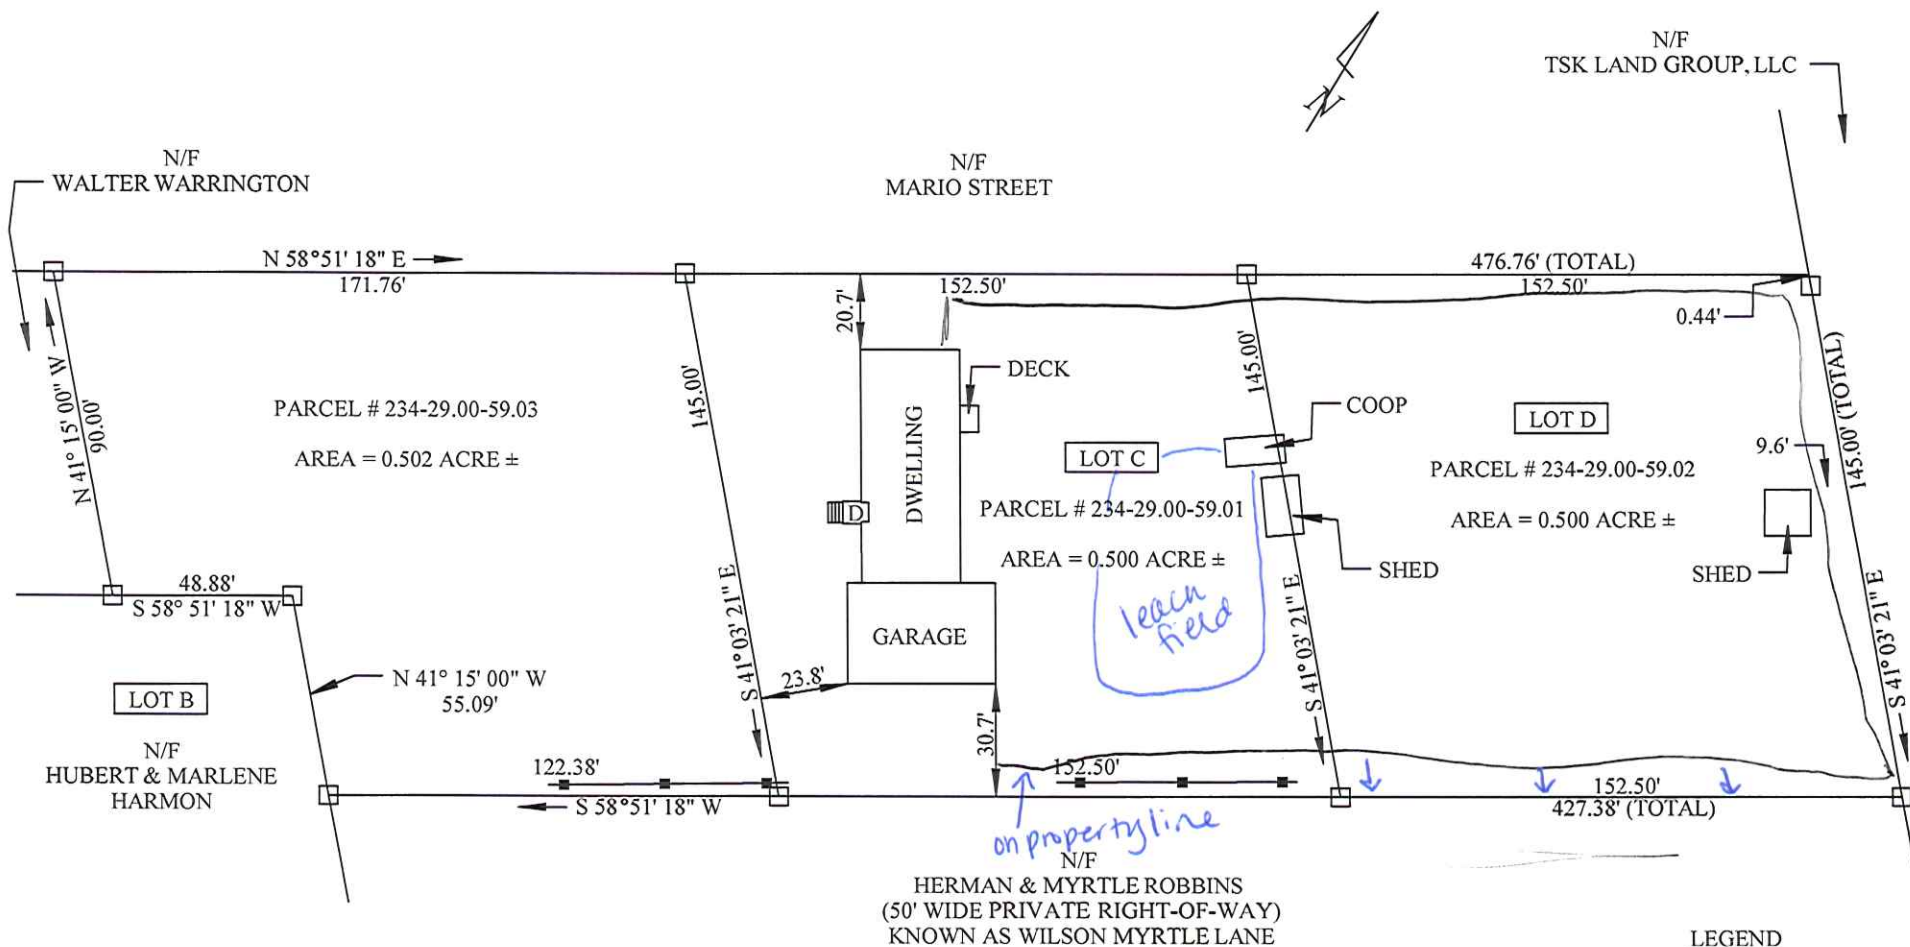 N/F
TSK LAND GROUP, LLC
N
N/F
WALTER WARRINGTON
N/F
MARIO STREET
N 58°51' 18" E
171.76'
152.50'
476.76' (TOTAL)
152.50'
0.44'
20.7'
N 41° 15' 00" W
90.00'
PARCEL # 234-29.00-59.03
AREA = 0.502 ACRE ±
145.00'
S 41°03' 21" E
DECK
DWELLING
D
GARAGE
23.8'
30.7'
LOT C
PARCEL # 234-29.00-59.01
AREA = 0.500 ACRE ±
leach
field
145.00'
S 41°03' 21" E
COOP
SHED
LOT D
PARCEL # 234-29.00-59.02
AREA = 0.500 ACRE ±
9.6'
SHED
145.00' (TOTAL)
S 41°03' 21" E
48.88'
S 58° 51' 18" W
N 41° 15' 00" W
55.09'
LOT B
N/F
HUBERT & MARLENE
HARMON
122.38'
S 58°51' 18" W
152.50'
152.50'
427.38' (TOTAL)
on property line
N/F
HERMAN & MYRTLE ROBBINS
(50' WIDE PRIVATE RIGHT-OF-WAY)
KNOWN AS WILSON MYRTLE LANE
LEGEND